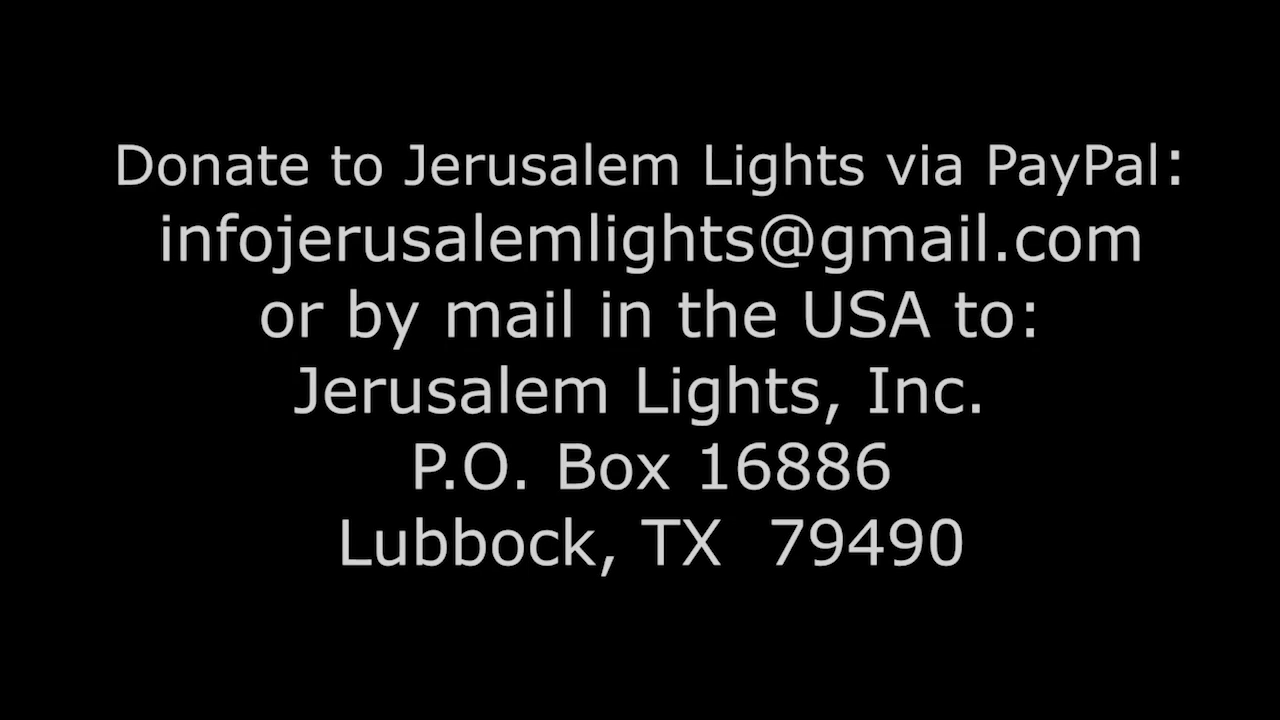 Donate to Jerusalem Lights via PayPal:
infojerusalemlights@gmail.com
or by mail in the USA to:
Jerusalem Lights, Inc.
P.O. Box 16886
Lubbock, TX  79490